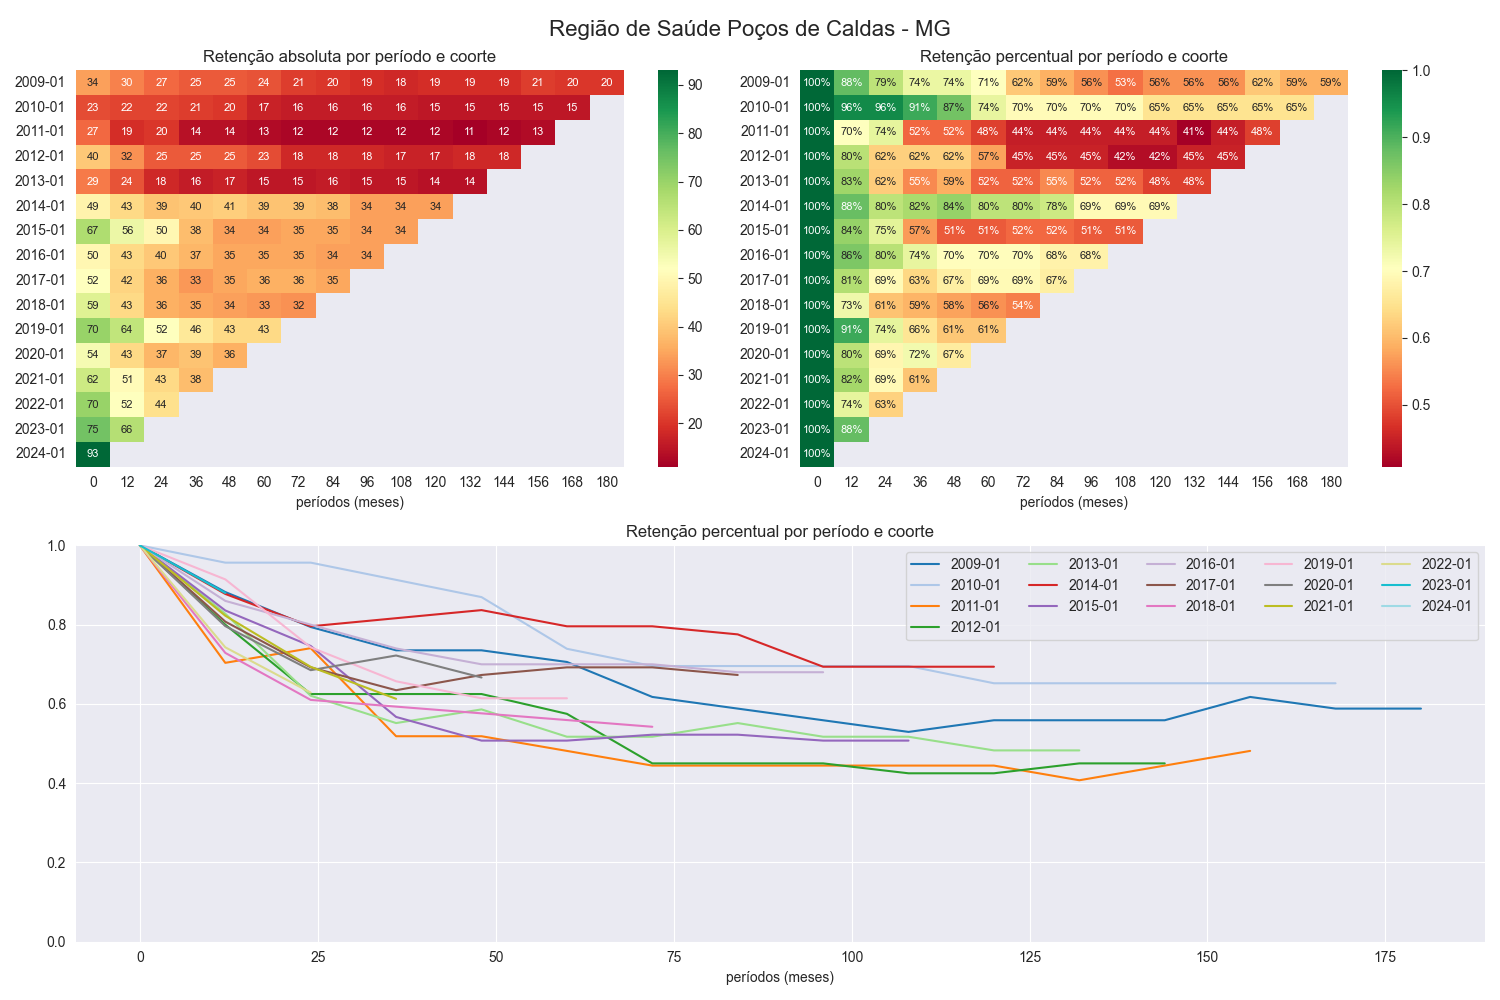 Região de Saúde Poços de Caldas - MG
Retenção absoluta por período e coorte
2009-01 34 30 27 25 25 24 21 20 19 18 19 19 19 21 20 20
2010-01 23 22 22 21 20 17 16 16 16 16 15 15 15 15 15
2011-01 27 19 20 14 14 13 12 12 12 12 12 11 12 13
2012-01 40 32 25 25 25 23 18 18 18 17 17 18 18
2013-01 29 24 18 16 17 15 15 16 15 15 14 14
2014-01 49 43 39 40 41 39 39 38 34 34 34
2015-01 67 56 50 38 34 34 35 35 34 34
2016-01 50 43 40 37 35 35 35 34 34
2017-01 52 42 36 33 35 36 36 35
2018-01 59 43 36 35 34 33 32
2019-01 70 64 52 46 43 43
2020-01 54 43 37 39 36
2021-01 62 51 43 38
2022-01 70 52 44
2023-01 75 66
2024-01 93
0 12 24 36 48 60 72 84 96 108 120 132 144 156 168 180
períodos (meses)
90
80
70
60
50
40
30
20
Retenção percentual por período e coorte
2009-01 100% 88% 79% 74% 74% 71% 62% 59% 56% 53% 56% 56% 56% 62% 59% 59%
2010-01 100% 96% 96% 91% 87% 74% 70% 70% 70% 70% 65% 65% 65% 65% 65%
2011-01 100% 70% 74% 52% 52% 48% 44% 44% 44% 44% 44% 41% 44% 48%
2012-01 100% 80% 62% 62% 62% 57% 45% 45% 45% 42% 42% 45% 45%
2013-01 100% 83% 62% 55% 59% 52% 52% 55% 52% 52% 48% 48%
2014-01 100% 88% 80% 82% 84% 80% 80% 78% 69% 69% 69%
2015-01 100% 84% 75% 57% 51% 51% 52% 52% 51% 51%
2016-01 100% 86% 80% 74% 70% 70% 70% 68% 68%
2017-01 100% 81% 69% 63% 67% 69% 69% 67%
2018-01 100% 73% 61% 59% 58% 56% 54%
2019-01 100% 91% 74% 66% 61% 61%
2020-01 100% 80% 69% 72% 67%
2021-01 100% 82% 69% 61%
2022-01 100% 74% 63%
2023-01 100% 88%
2024-01 100%
0 12 24 36 48 60 72 84 96 108 120 132 144 156 168 180
períodos (meses)
1.0
0.9
0.8
0.7
0.6
0.5
Retenção percentual por período e coorte
1.0
0.8
0.6
0.4
0.2
0.0
0 25 50 75 100 125 150 175
períodos (meses)
2009-01 2013-01 2016-01 2019-01 2022-01
2010-01 2014-01 2017-01 2020-01 2023-01
2011-01 2015-01 2018-01 2021-01 2024-01
2012-01